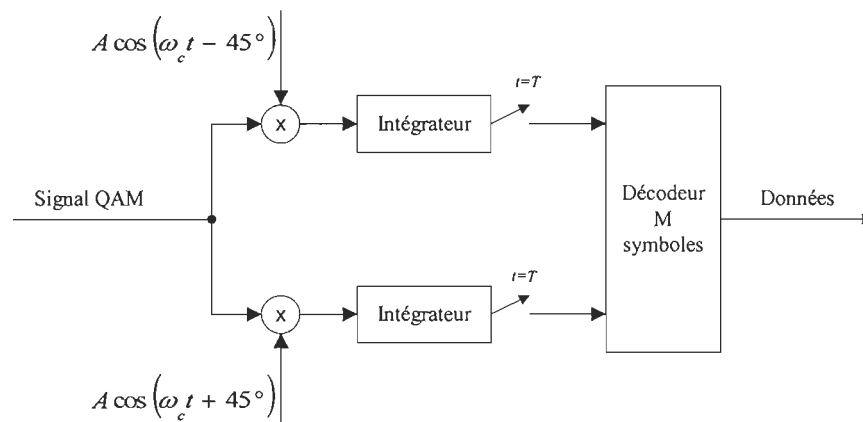 A cos(ω_c t − 45°)
t=T
x
Intégrateur
Signal QAM
Décodeur
M
symboles
Données
t=T
x
Intégrateur
A cos(ω_c t + 45°)